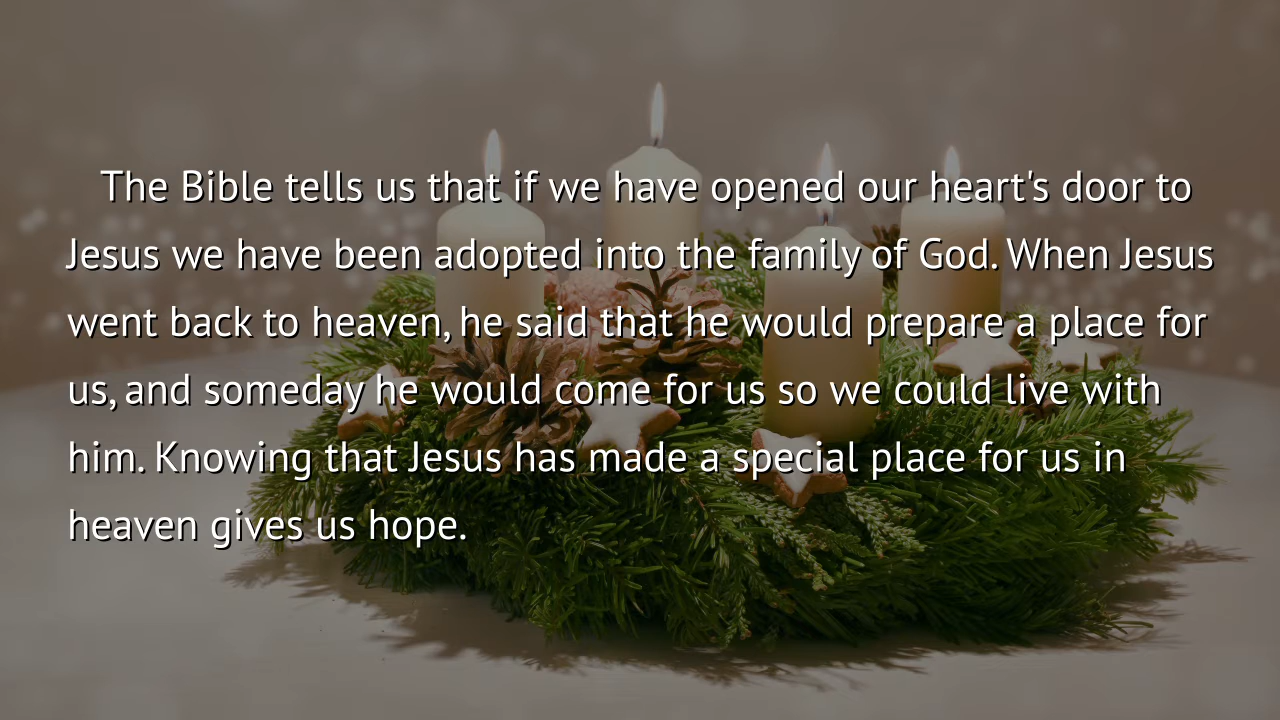 The Bible tells us that if we have opened our heart's door to
Jesus we have been adopted into the family of God. When Jesus
went back to heaven, he said that he would prepare a place for
us, and someday he would come for us so we could live with
him. Knowing that Jesus has made a special place for us in
heaven gives us hope.